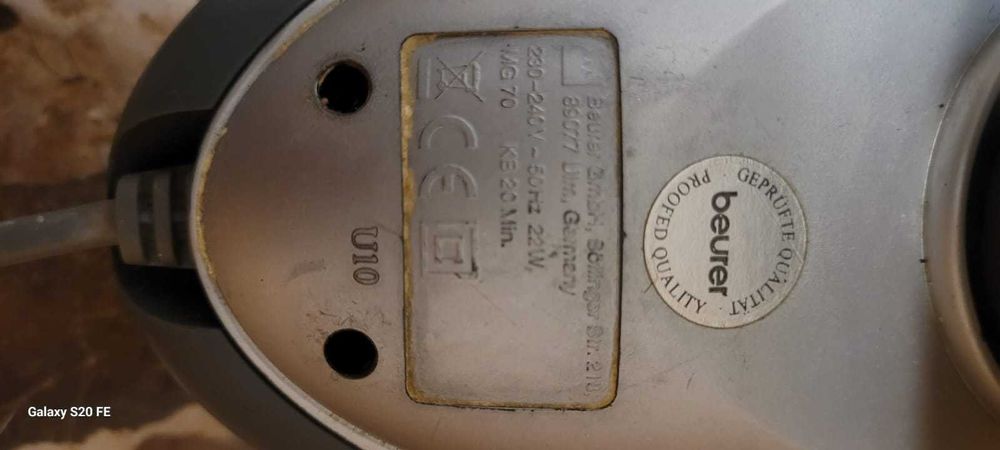 Beurer GmbH, Söflinger Str. 218
89077 Ulm, Germany
230-240V ~ 50Hz 22W,
MG 70 KB 20 Min.
CE
U10
GEPRÜFTE QUALITÄT
beurer
PROOFED QUALITY
Galaxy S20 FE